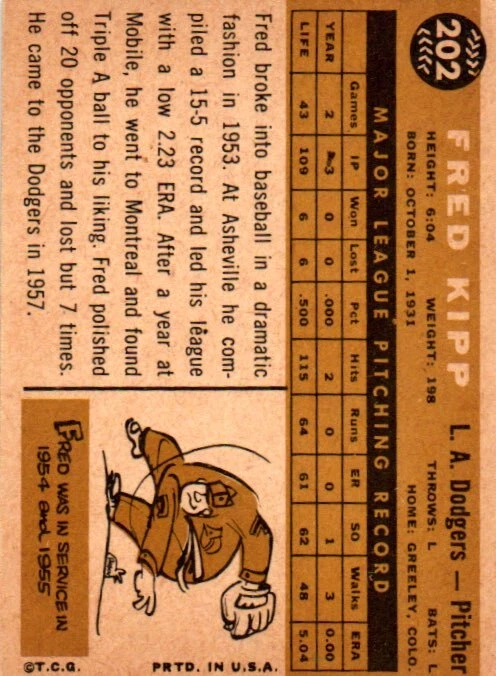 202
FRED KIPP
L. A. Dodgers — Pitcher
HEIGHT: 6:04 WEIGHT: 198 THROWS: L BATS: L
BORN: OCTOBER 1, 1931 HOME: GREELEY, COLO.
MAJOR LEAGUE PITCHING RECORD
Games IP Won Lost Pct Hits Runs ER SO Walks ERA
YEAR 2 3 0 0 .000 2 0 0 1 3 0.00
LIFE 43 109 6 6 .500 115 64 61 62 48 5.04
Fred broke into baseball in a dramatic
fashion in 1953. At Asheville he com-
piled a 15-5 record and led his league
with a low 2.23 ERA. After a year at
Mobile, he went to Montreal and found
Triple A ball to his liking. Fred polished
off 20 opponents and lost but 7 times.
He came to the Dodgers in 1957.
FRED WAS IN SERVICE IN
1954 and 1955
©T.C.G. PRTD. IN U.S.A.